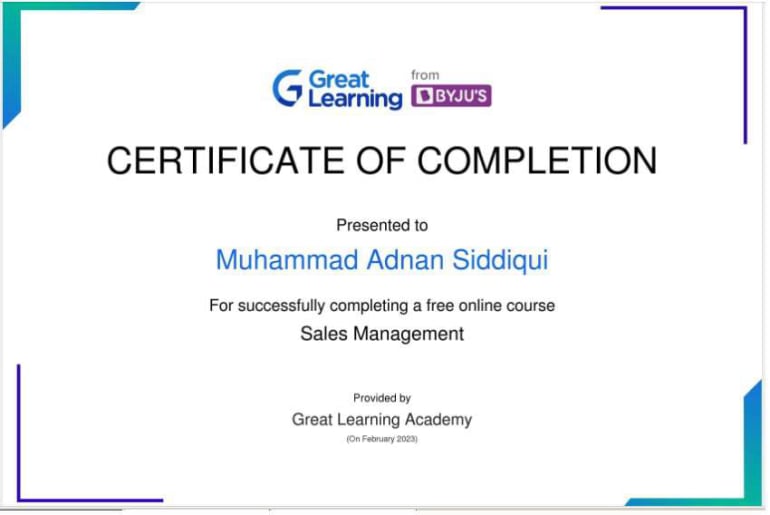 Great Learning from BYJU'S
CERTIFICATE OF COMPLETION
Presented to
Muhammad Adnan Siddiqui
For successfully completing a free online course
Sales Management
Provided by
Great Learning Academy
(On February 2023)